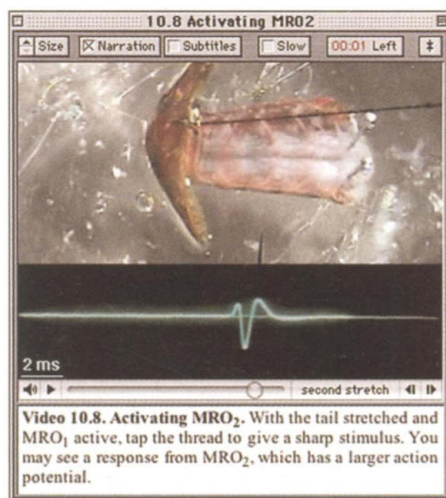 10.8 Activating MRO2
Size Narration Subtitles Slow 00:01 Left
2 ms
second stretch
Video 10.8. Activating MRO₂. With the tail stretched and
MRO₁ active, tap the thread to give a sharp stimulus. You
may see a response from MRO₂, which has a larger action
potential.